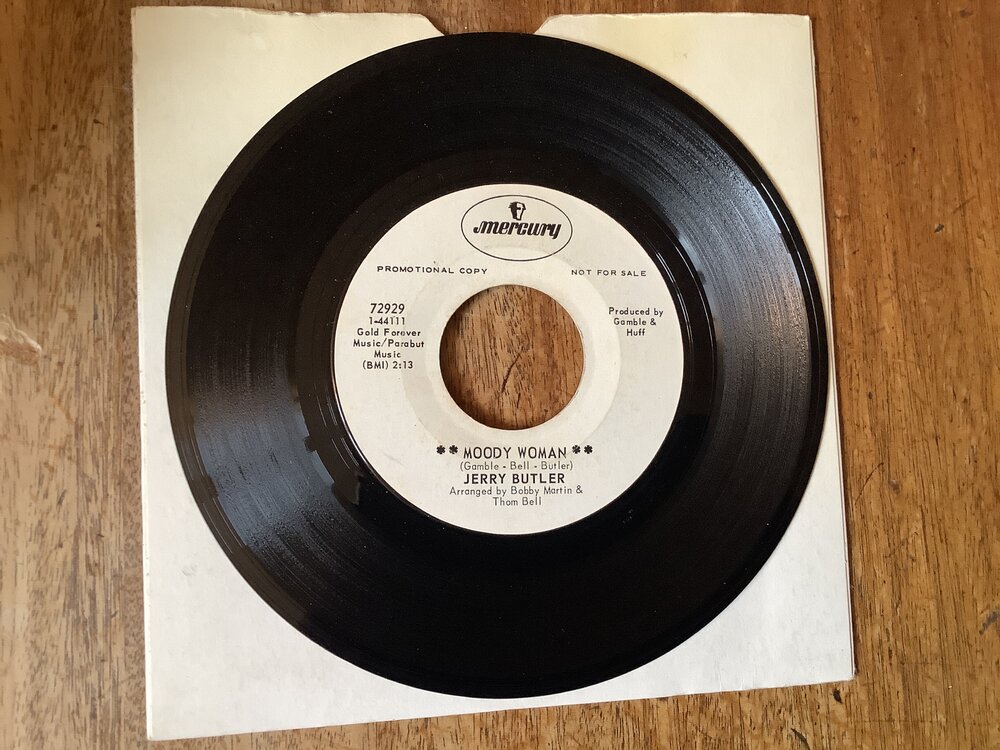 mercury
PROMOTIONAL COPY
NOT FOR SALE
72929
1-44111
Gold Forever
Music/Parabut
Music
(BMI) 2:13
Produced by
Gamble &
Huff
** MOODY WOMAN **
(Gamble - Bell - Butler)
JERRY BUTLER
Arranged by Bobby Martin &
Thom Bell